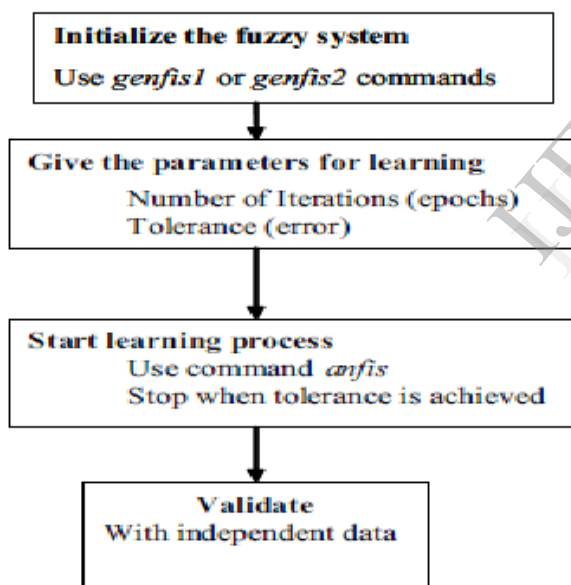 Initialize the fuzzy system
Use genfis1 or genfis2 commands
Give the parameters for learning
Number of Iterations (epochs)
Tolerance (error)
Start learning process
Use command anfis
Stop when tolerance is achieved
Validate
With independent data